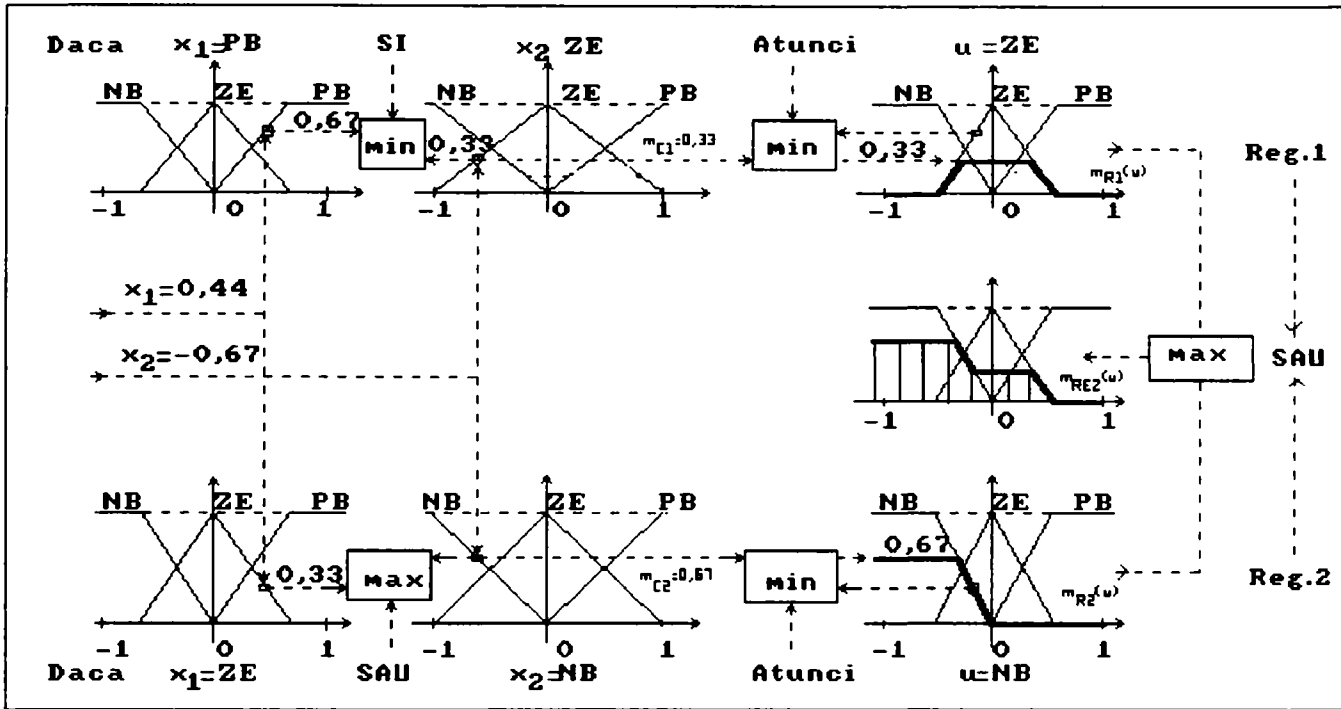 Daca x1=PB SI x2 ZE Atunci u =ZE
NB ZE PB NB ZE PB NB ZE PB
0,67 min 0,33 mC1=0,33 min 0,33 mR1(u) Reg.1
-1 0 1 -1 0 1 -1 0 1
x1=0,44
x2=-0,67 mRE2(u) max SAU
-1 0 1
NB ZE PB NB ZE PB NB ZE PB
0,33 max mC2=0,67 min 0,67 mR2(u) Reg.2
-1 0 1 -1 0 1 -1 0 1
Daca x1=ZE SAU x2=NB Atunci u=NB